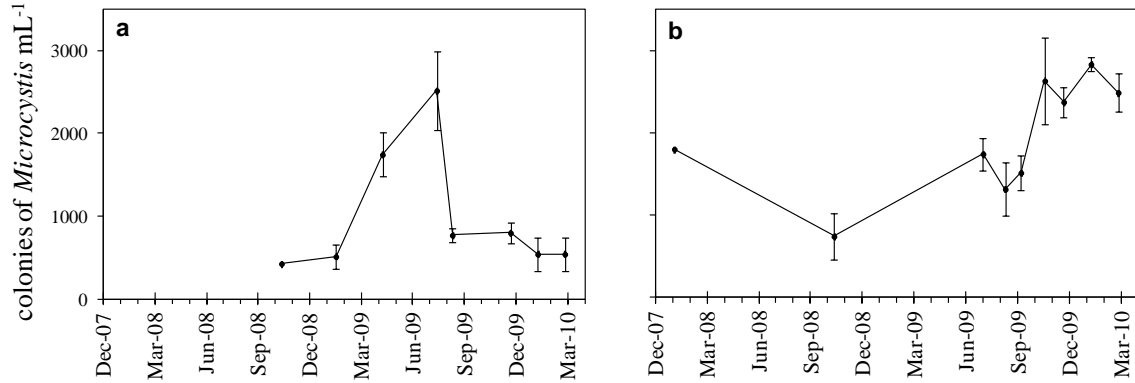 a
b
colonies of Microcystis mL-1
3000
2000
1000
0
Dec-07
Mar-08
Jun-08
Sep-08
Dec-08
Mar-09
Jun-09
Sep-09
Dec-09
Mar-10
Dec-07
Mar-08
Jun-08
Sep-08
Dec-08
Mar-09
Jun-09
Sep-09
Dec-09
Mar-10